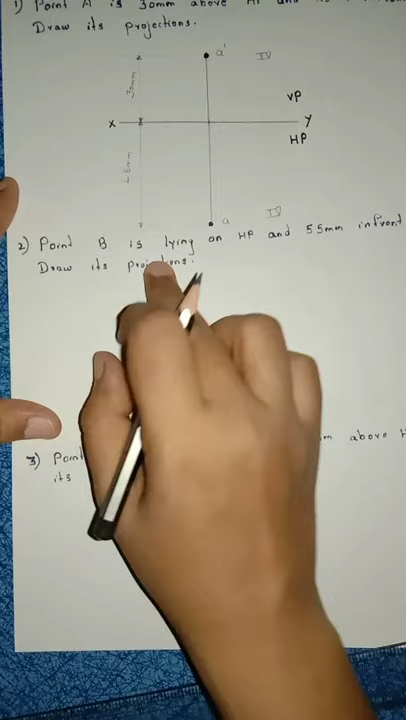 1) Point A is 30mm above HP and
Draw its projections.
a'
IV
VP
X
Y
HP
IV
a
2) Point B is lying on HP and 55mm infront
Draw its projections.
3) Point
above
its